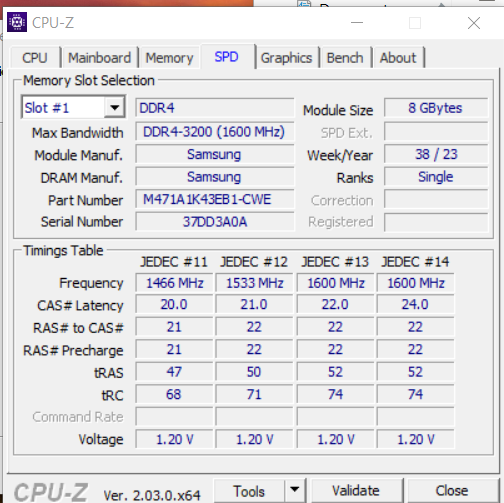 CPU-Z
CPU Mainboard Memory SPD Graphics Bench About
Memory Slot Selection
Slot #1 DDR4 Module Size 8 GBytes
Max Bandwidth DDR4-3200 (1600 MHz) SPD Ext.
Module Manuf. Samsung Week/Year 38 / 23
DRAM Manuf. Samsung Ranks Single
Part Number M471A1K43EB1-CWE Correction
Serial Number 37DD3A0A Registered
Timings Table
JEDEC #11 JEDEC #12 JEDEC #13 JEDEC #14
Frequency 1466 MHz 1533 MHz 1600 MHz 1600 MHz
CAS# Latency 20.0 21.0 22.0 24.0
RAS# to CAS# 21 22 22 22
RAS# Precharge 21 22 22 22
tRAS 47 50 52 52
tRC 68 71 74 74
Command Rate
Voltage 1.20 V 1.20 V 1.20 V 1.20 V
CPU-Z Ver. 2.03.0.x64 Tools Validate Close